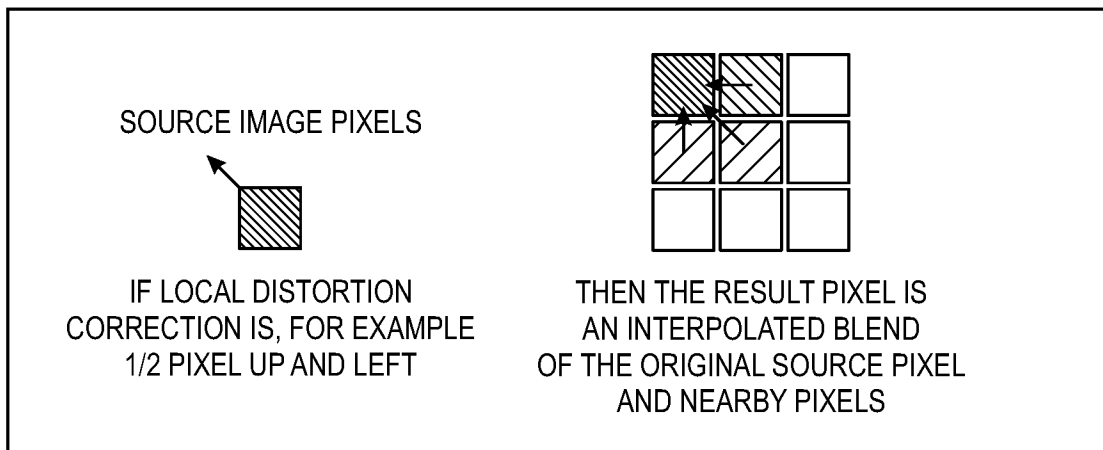 SOURCE IMAGE PIXELS
IF LOCAL DISTORTION
CORRECTION IS, FOR EXAMPLE
1/2 PIXEL UP AND LEFT
THEN THE RESULT PIXEL IS
AN INTERPOLATED BLEND
OF THE ORIGINAL SOURCE PIXEL
AND NEARBY PIXELS